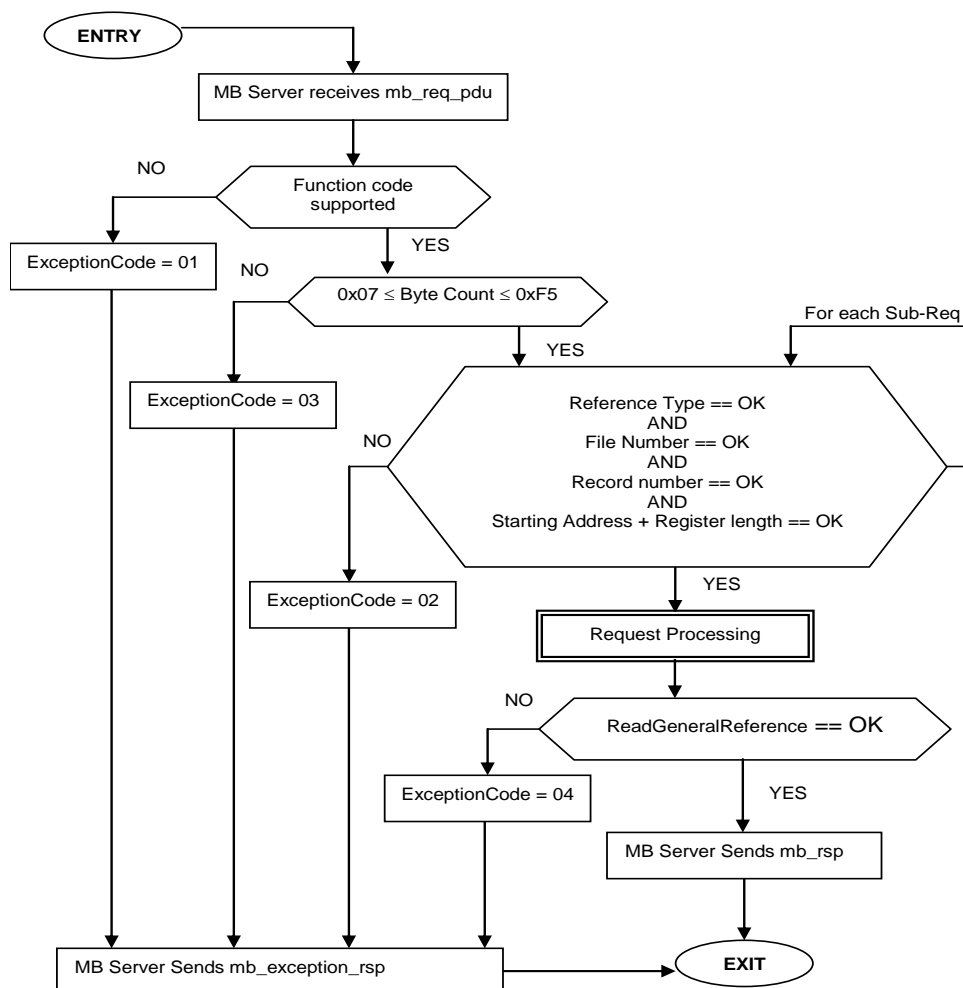 ENTRY
MB Server receives mb_req_pdu
NO
Function code
supported
YES
ExceptionCode = 01
NO
0x07 ≤ Byte Count ≤ 0xF5
For each Sub-Req
YES
ExceptionCode = 03
Reference Type == OK
AND
NO
File Number == OK
AND
Record number == OK
AND
Starting Address + Register length == OK
YES
ExceptionCode = 02
Request Processing
NO
ReadGeneralReference == OK
ExceptionCode = 04
YES
MB Server Sends mb_rsp
MB Server Sends mb_exception_rsp
EXIT